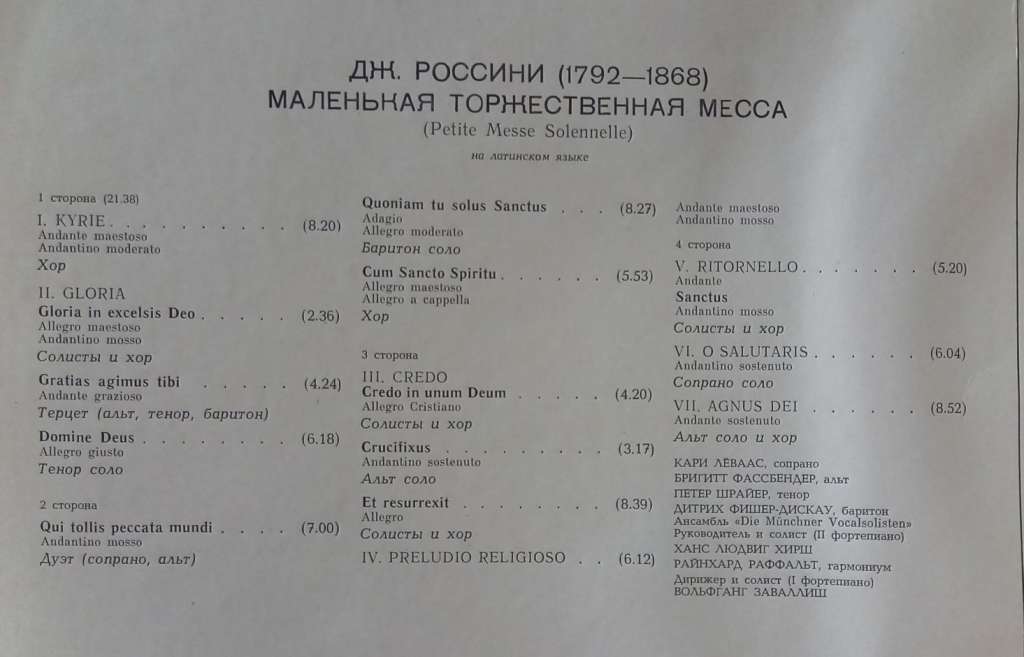 ДЖ. РОССИНИ (1792—1868)
МАЛЕНЬКАЯ ТОРЖЕСТВЕННАЯ МЕССА
(Petite Messe Solennelle)
на латинском языке
1 сторона (21.38)
I. KYRIE . . . . . . . . . . (8.20)
Andante maestoso
Andantino moderato
Хор
II. GLORIA
Gloria in excelsis Deo . . . . . (2.36)
Allegro maestoso
Andantino mosso
Солисты и хор
Gratias agimus tibi . . . . . (4.24)
Andante grazioso
Терцет (альт, тенор, баритон)
Domine Deus . . . . . . . . (6.18)
Allegro giusto
Тенор соло
2 сторона
Qui tollis peccata mundi . . . . (7.00)
Andantino mosso
Дуэт (сопрано, альт)
Quoniam tu solus Sanctus . . . (8.27)
Adagio
Allegro moderato
Баритон соло
Cum Sancto Spiritu . . . . . . (5.53)
Allegro maestoso
Allegro a cappella
Хор
3 сторона
III. CREDO
Credo in unum Deum . . . . . (4.20)
Allegro Cristiano
Солисты и хор
Crucifixus . . . . . . . . . (3.17)
Andantino sostenuto
Альт соло
Et resurrexit . . . . . . . . (8.39)
Allegro
Солисты и хор
IV. PRELUDIO RELIGIOSO . . (6.12)
Andante maestoso
Andantino mosso
4 сторона
V. RITORNELLO . . . . . . . (5.20)
Andante
Sanctus
Andantino mosso
Солисты и хор
VI. O SALUTARIS . . . . . . (6.04)
Andantino sostenuto
Сопрано соло
VII. AGNUS DEI . . . . . . (8.52)
Andante sostenuto
Альт соло и хор
КАРИ ЛЁВААС, сопрано
БРИГИТТ ФАССБЕНДЕР, альт
ПЕТЕР ШРАЙЕР, тенор
ДИТРИХ ФИШЕР-ДИСКАУ, баритон
Ансамбль «Die Münchner Vocalsolisten»
Руководитель и солист (II фортепиано)
ХАНС ЛЮДВИГ ХИРШ
РАЙНХАРД РАФФАЛЬТ, гармониум
Дирижер и солист (I фортепиано)
ВОЛЬФГАНГ ЗАВАЛЛИШ